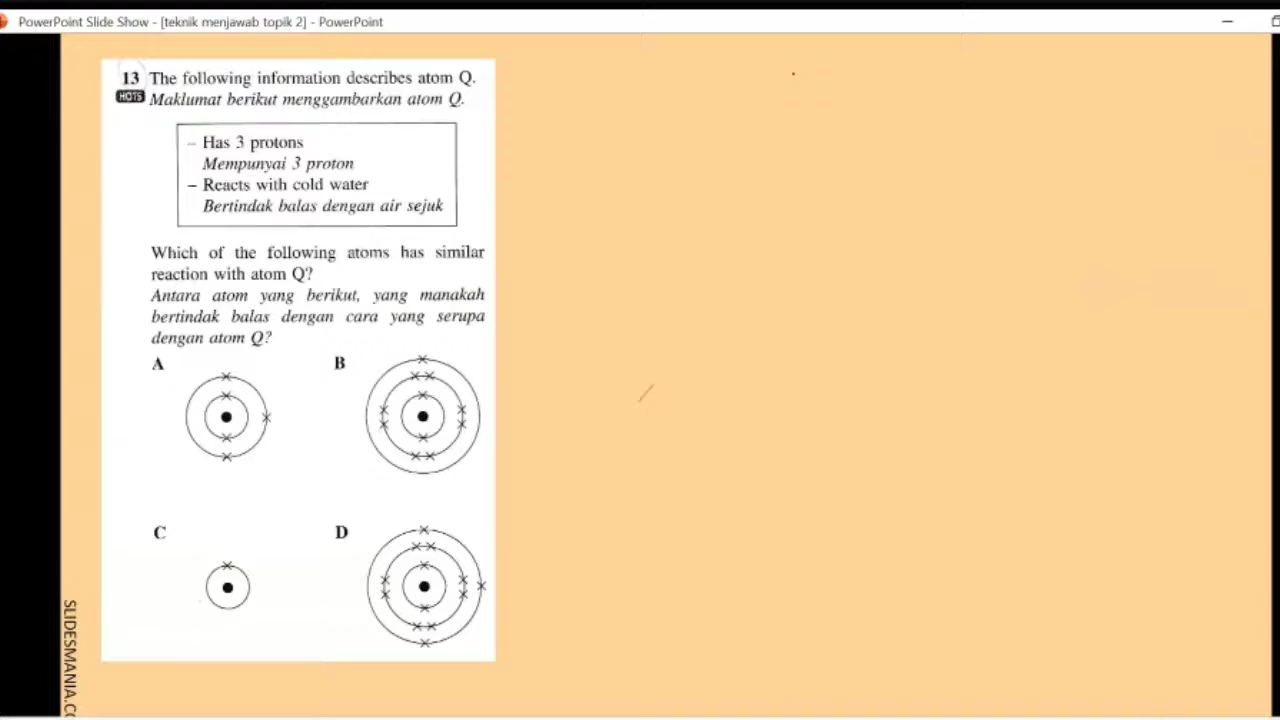 PowerPoint Slide Show - [teknik menjawab topik 2] - PowerPoint
13 The following information describes atom Q.
HOTS Maklumat berikut menggambarkan atom Q.
– Has 3 protons
Mempunyai 3 proton
– Reacts with cold water
Bertindak balas dengan air sejuk
Which of the following atoms has similar
reaction with atom Q?
Antara atom yang berikut, yang manakah
bertindak balas dengan cara yang serupa
dengan atom Q?
A
B
C
D